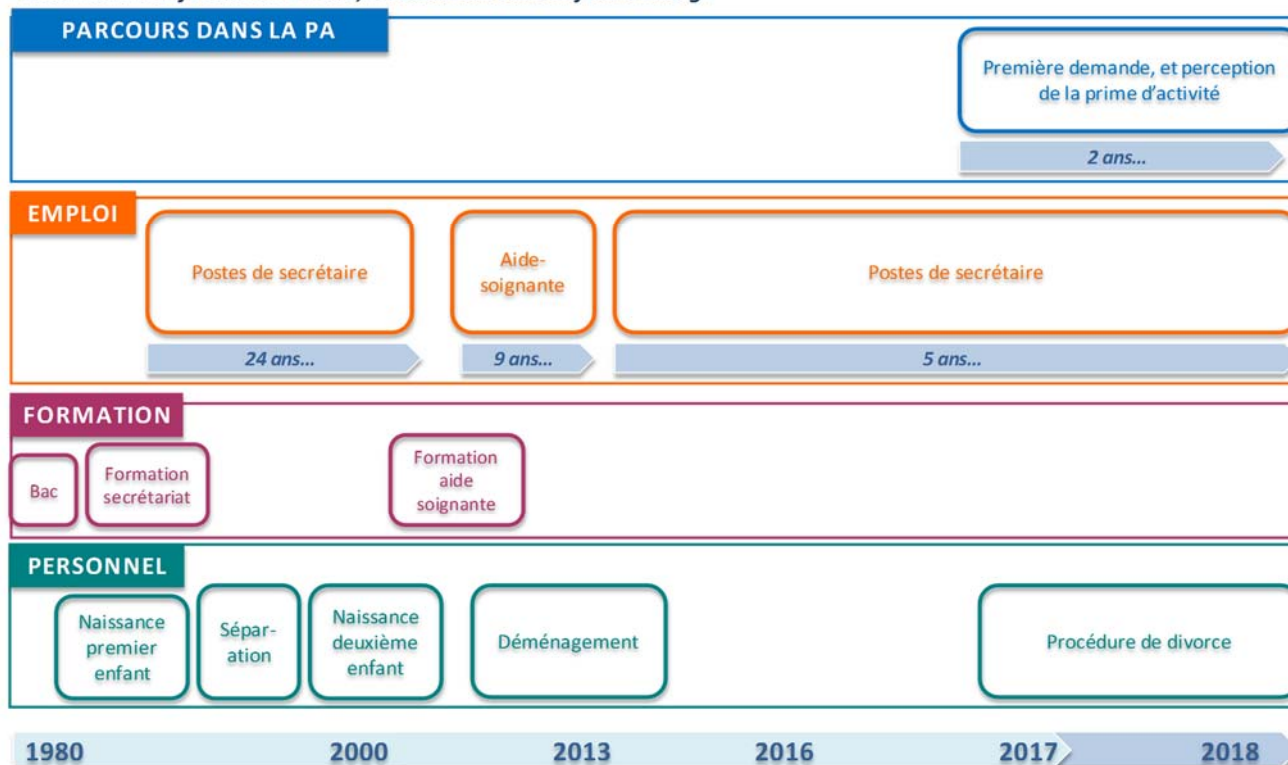 PARCOURS DANS LA PA
Première demande, et perception
de la prime d'activité
2 ans...
EMPLOI
Postes de secrétaire
Aide-
soignante
Postes de secrétaire
24 ans...
9 ans...
5 ans...
FORMATION
Bac
Formation
secrétariat
Formation
aide
soignante
PERSONNEL
Naissance
premier
enfant
Sépar-
ation
Naissance
deuxième
enfant
Déménagement
Procédure de divorce
1980 2000 2013 2016 2017 2018